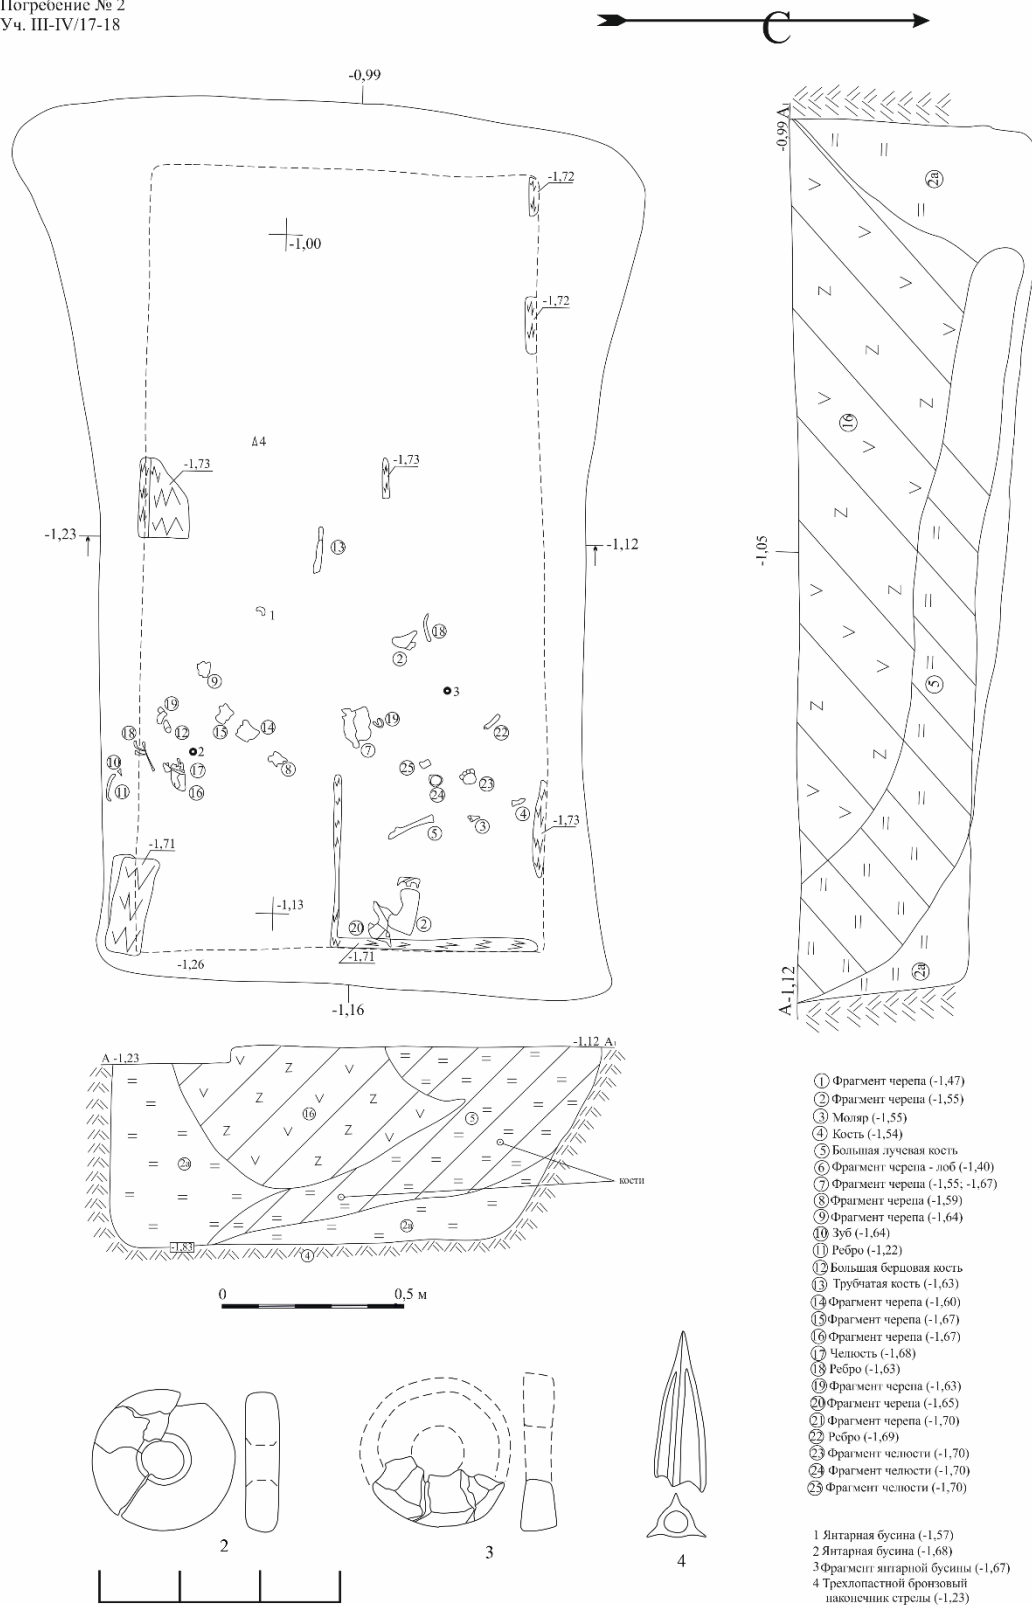 Погребение № 2
Уч. III-IV/17-18
С
-0,99
-1,72
-1,00
-1,72
4
-1,73
-1,73
-1,23
13
-1,12
1
18
2
9
3
19
12
15
14
19
22
18
2
7
10
17
8
25
23
11
16
24
4
5
3
-1,73
-1,71
-1,13
20
2
-1,71
-1,26
-1,16
-0,99 А
2а
16
-1,05
5
2а
А-1,12
А -1,23
-1,12 А
16
5
2а
кости
2а
-1,83
4
0 0,5 м
1 Фрагмент черепа (-1,47)
2 Фрагмент черепа (-1,55)
3 Моляр (-1,55)
4 Кость (-1,54)
5 Большая лучевая кость
6 Фрагмент черепа - лоб (-1,40)
7 Фрагмент черепа (-1,55; -1,67)
8 Фрагмент черепа (-1,59)
9 Фрагмент черепа (-1,64)
10 Зуб (-1,64)
11 Ребро (-1,22)
12 Большая берцовая кость
13 Трубчатая кость (-1,63)
14 Фрагмент черепа (-1,60)
15 Фрагмент черепа (-1,67)
16 Фрагмент черепа (-1,67)
17 Челюсть (-1,68)
18 Ребро (-1,63)
19 Фрагмент черепа (-1,63)
20 Фрагмент черепа (-1,65)
21 Фрагмент черепа (-1,70)
22 Ребро (-1,69)
23 Фрагмент челюсти (-1,70)
24 Фрагмент челюсти (-1,70)
25 Фрагмент челюсти (-1,70)
2
3
4
1 Янтарная бусина (-1,57)
2 Янтарная бусина (-1,68)
3 Фрагмент янтарной бусины (-1,67)
4 Трехлопастной бронзовый
наконечник стрелы (-1,23)